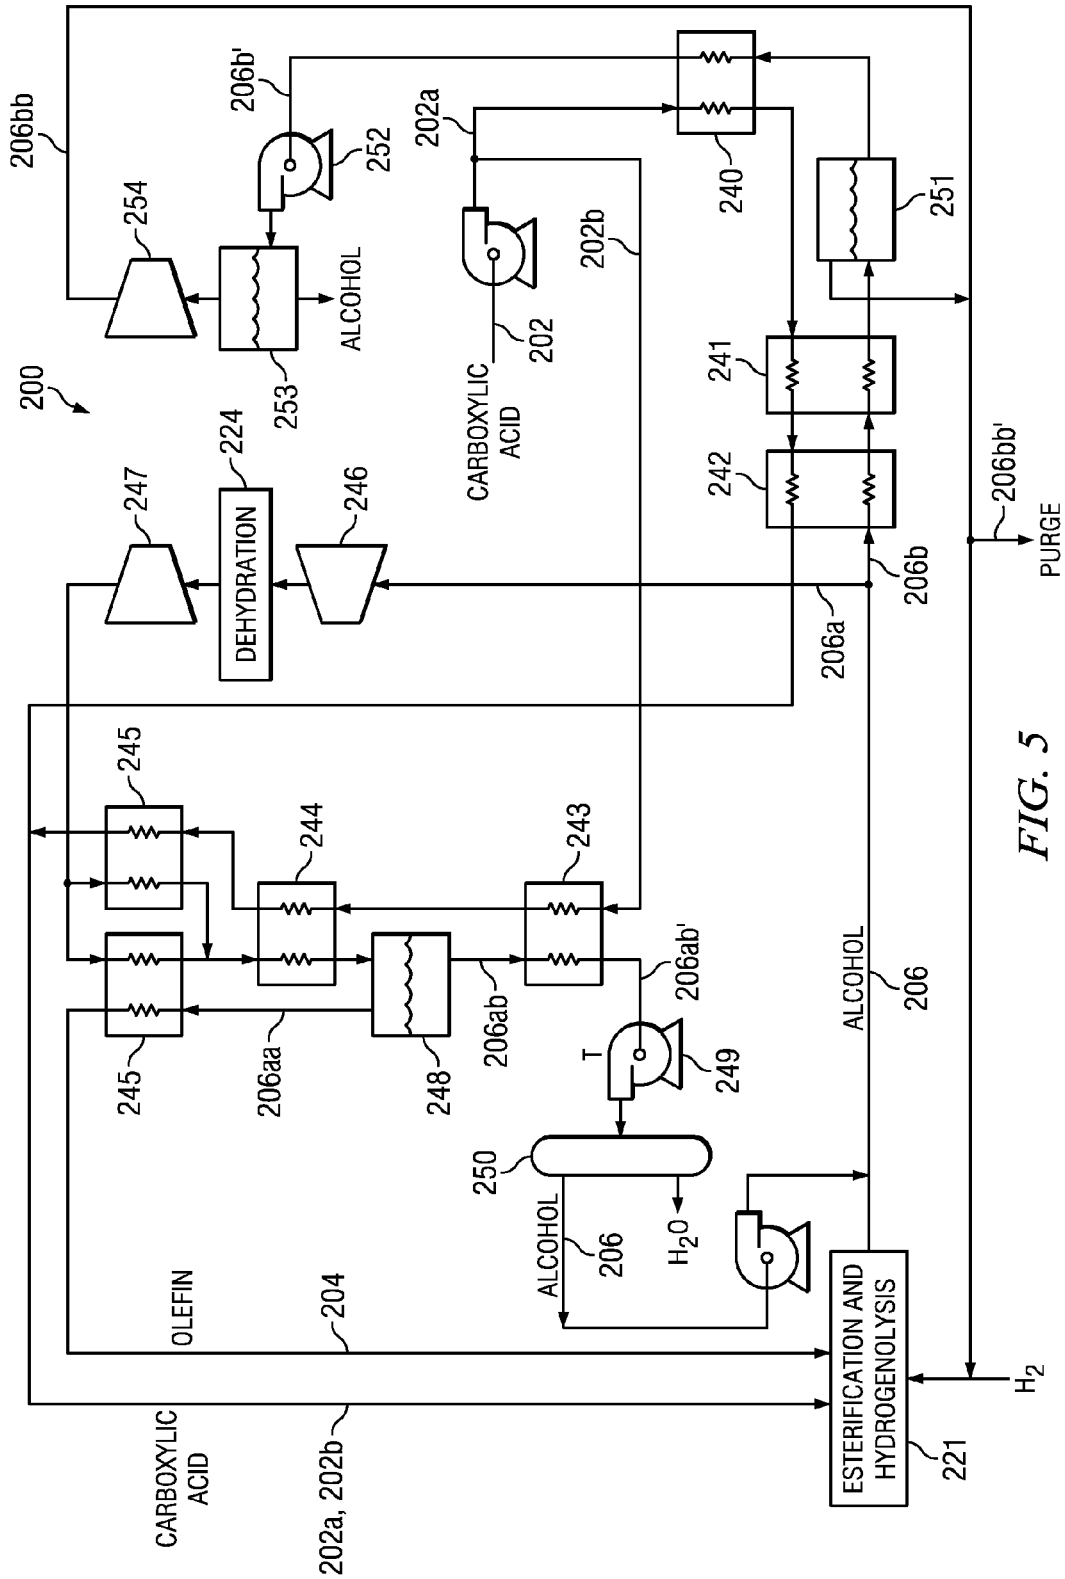 200
206bb
254
206b'
252
253
ALCOHOL
202a
202
CARBOXYLIC
ACID
202b
240
251
241
242
206b
206bb'
PURGE
247
224
DEHYDRATION
246
206a
245
244
243
245
206aa
248
206ab
206ab'
T
249
250
ALCOHOL
206
H2O
ALCOHOL
206
OLEFIN
204
CARBOXYLIC
ACID
202a, 202b
ESTERIFICATION AND
HYDROGENOLYSIS
221
H2
FIG. 5